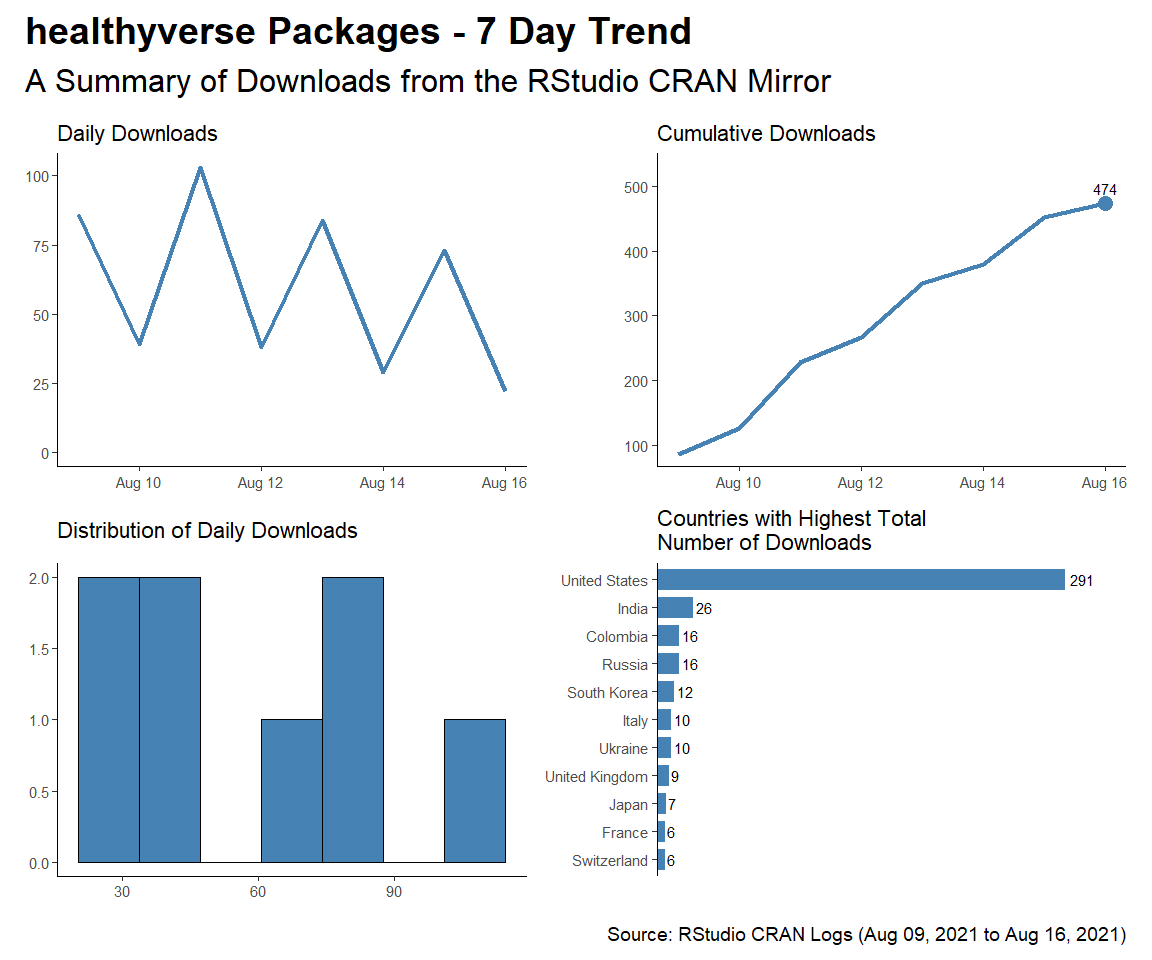 healthyverse Packages - 7 Day Trend
A Summary of Downloads from the RStudio CRAN Mirror
Daily Downloads
100
75
50
25
0
Aug 10 Aug 12 Aug 14 Aug 16
Cumulative Downloads
474
500
400
300
200
100
Aug 10 Aug 12 Aug 14 Aug 16
Distribution of Daily Downloads
2.0
1.5
1.0
0.5
0.0
30 60 90
Countries with Highest Total
Number of Downloads
United States 291
India 26
Colombia 16
Russia 16
South Korea 12
Italy 10
Ukraine 10
United Kingdom 9
Japan 7
France 6
Switzerland 6
Source: RStudio CRAN Logs (Aug 09, 2021 to Aug 16, 2021)